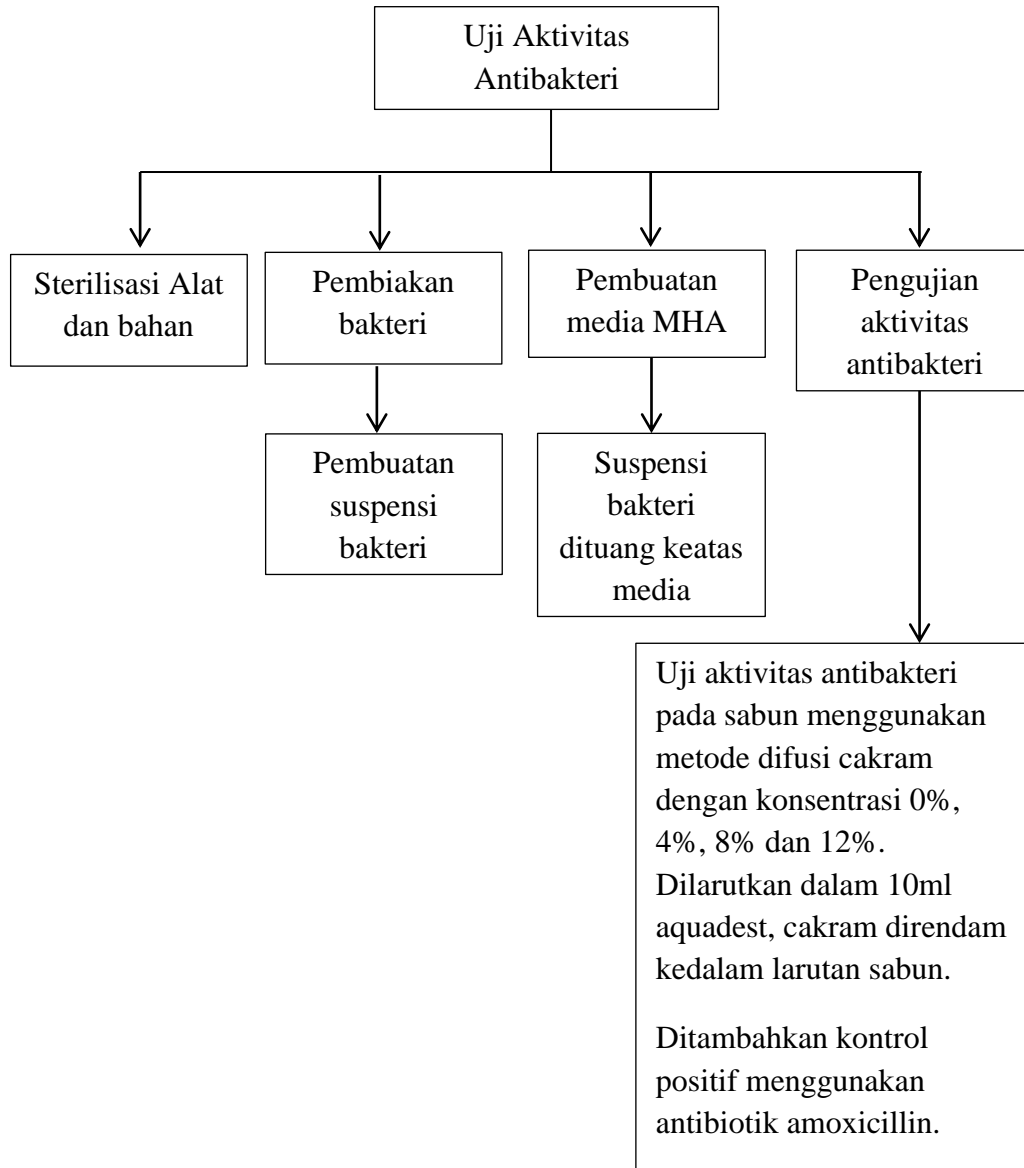 Uji Aktivitas
Antibakteri
Sterilisasi Alat
dan bahan
Pembiakan
bakteri
Pembuatan
media MHA
Pengujian
aktivitas
antibakteri
Pembuatan
suspensi
bakteri
Suspensi
bakteri
dituang keatas
media
Uji aktivitas antibakteri
pada sabun menggunakan
metode difusi cakram
dengan konsentrasi 0%,
4%, 8% dan 12%.
Dilarutkan dalam 10ml
aquadest, cakram direndam
kedalam larutan sabun.
Ditambahkan kontrol
positif menggunakan
antibiotik amoxicillin.